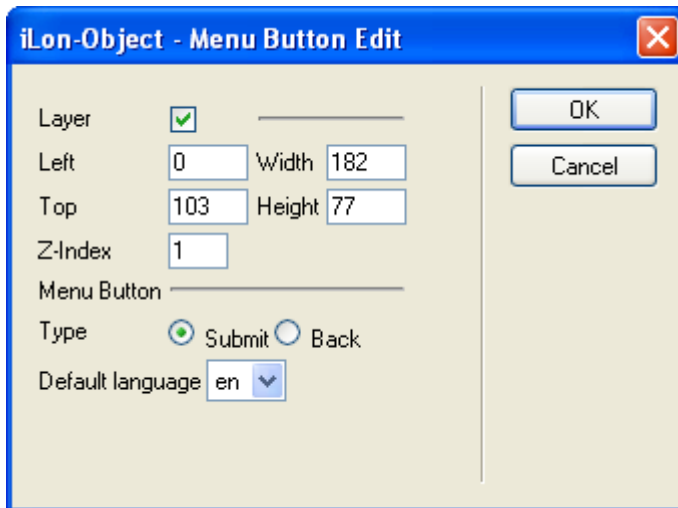 iLon-Object - Menu Button Edit
Layer
OK
Left 0 Width 182
Cancel
Top 103 Height 77
Z-Index 1
Menu Button
Type Submit Back
Default language en